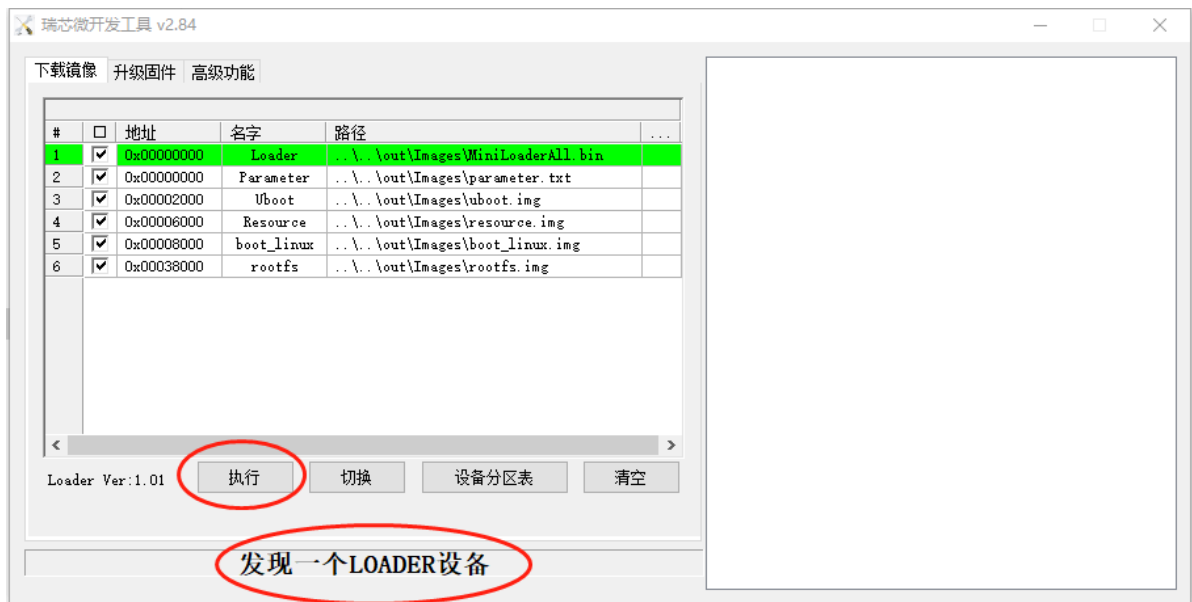 瑞芯微开发工具 v2.84
下载镜像 升级固件 高级功能
# 地址 名字 路径 ...
1 0x00000000 Loader ..\..\out\Images\MiniLoaderAll.bin
2 0x00000000 Parameter ..\..\out\Images\parameter.txt
3 0x00002000 Uboot ..\..\out\Images\uboot.img
4 0x00006000 Resource ..\..\out\Images\resource.img
5 0x00008000 boot_linux ..\..\out\Images\boot_linux.img
6 0x00038000 rootfs ..\..\out\Images\rootfs.img
Loader Ver:1.01 执行 切换 设备分区表 清空
发现一个LOADER设备